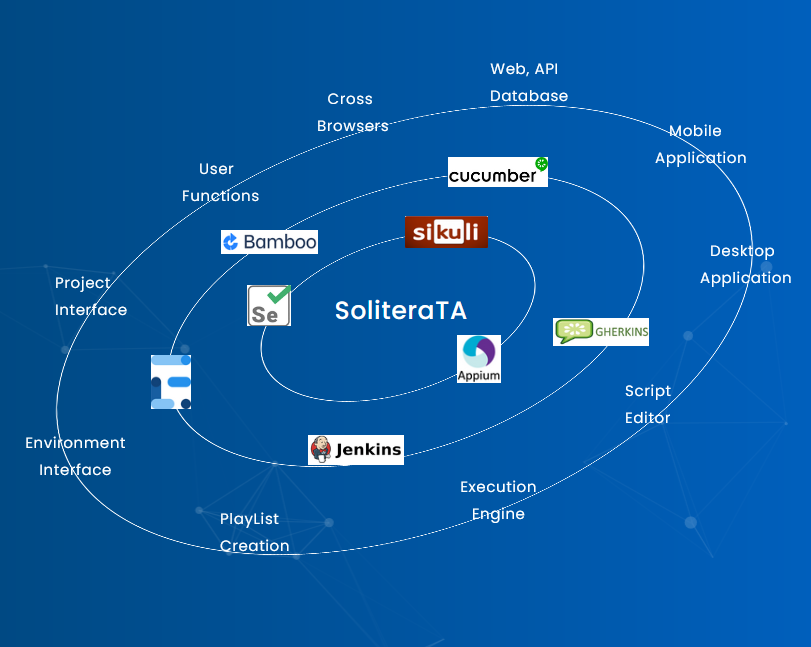 Web, API
Database
Cross
Browsers
Mobile
Application
User
Functions
cucumber
sikuli
Bamboo
Desktop
Application
Project
Interface
Se
SoliteraTA
GHERKINS
Appium
Script
Editor
Environment
Interface
Jenkins
Execution
Engine
PlayList
Creation